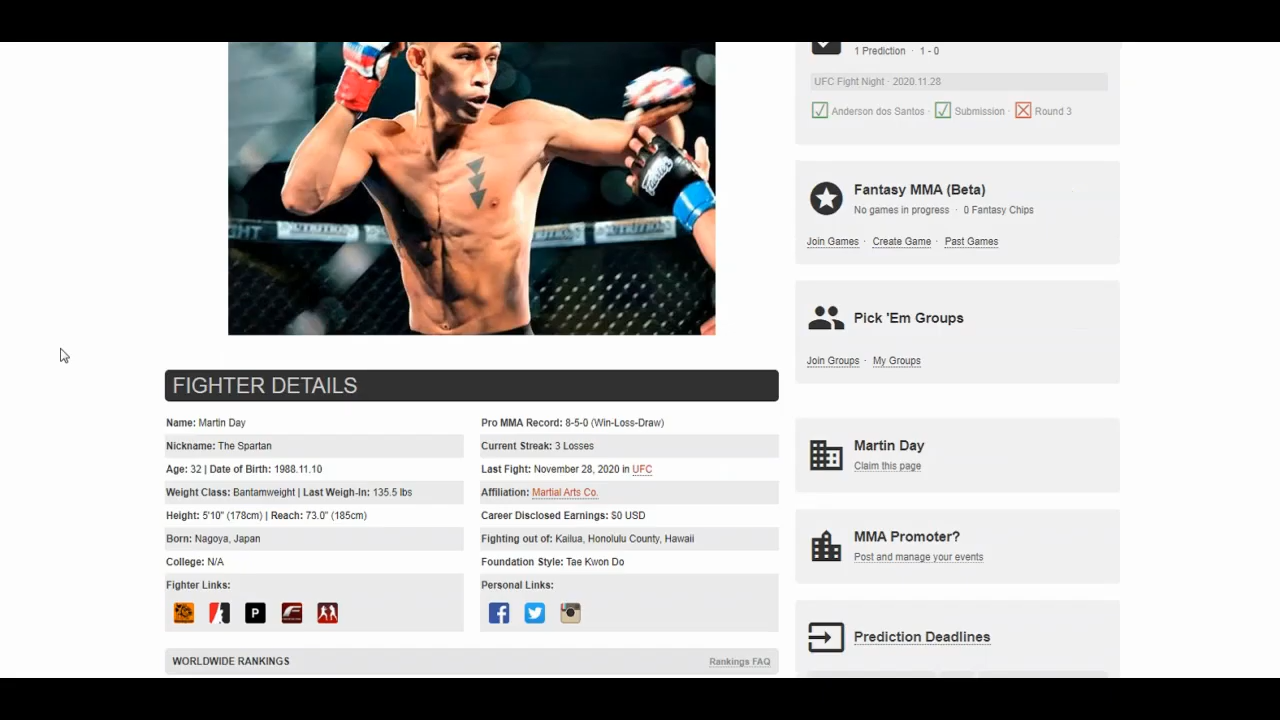 1 Prediction · 1 - 0
UFC Fight Night · 2020.11.28
Anderson dos Santos · Submission · Round 3
Fantasy MMA (Beta)
No games in progress · 0 Fantasy Chips
Join Games · Create Game · Past Games
Pick 'Em Groups
Join Groups · My Groups
FIGHTER DETAILS
Name: Martin Day
Pro MMA Record: 8-5-0 (Win-Loss-Draw)
Nickname: The Spartan
Current Streak: 3 Losses
Age: 32 | Date of Birth: 1988.11.10
Last Fight: November 28, 2020 in UFC
Weight Class: Bantamweight | Last Weigh-In: 135.5 lbs
Affiliation: Martial Arts Co.
Height: 5'10" (178cm) | Reach: 73.0" (185cm)
Career Disclosed Earnings: $0 USD
Born: Nagoya, Japan
Fighting out of: Kailua, Honolulu County, Hawaii
College: N/A
Foundation Style: Tae Kwon Do
Fighter Links:
Personal Links:
P
WORLDWIDE RANKINGS
Rankings FAQ
Martin Day
Claim this page
MMA Promoter?
Post and manage your events
Prediction Deadlines